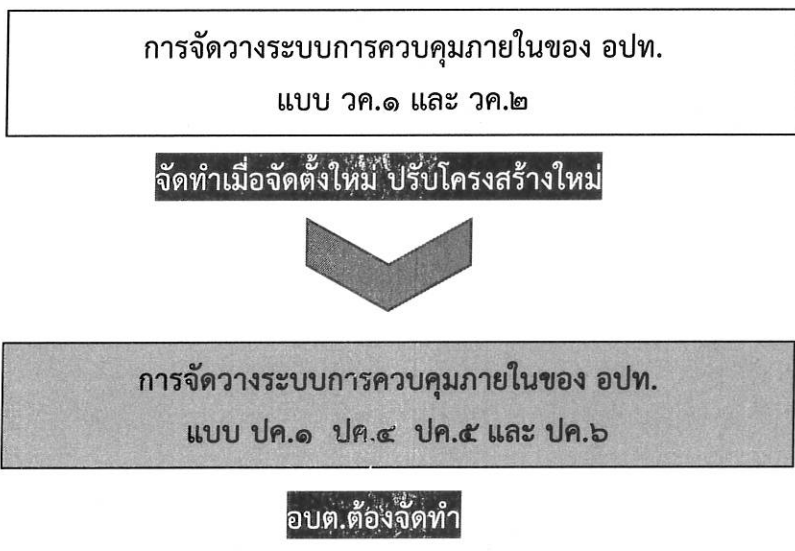 การจัดวางระบบการควบคุมภายในของ อปท.
แบบ วค.๑ และ วค.๒
จัดทำเมื่อจัดตั้งใหม่ ปรับโครงสร้างใหม่
การจัดวางระบบการควบคุมภายในของ อปท.
แบบ ปค.๑ ปค.๔ ปค.๕ และ ปค.๖
อบต.ต้องจัดทำ